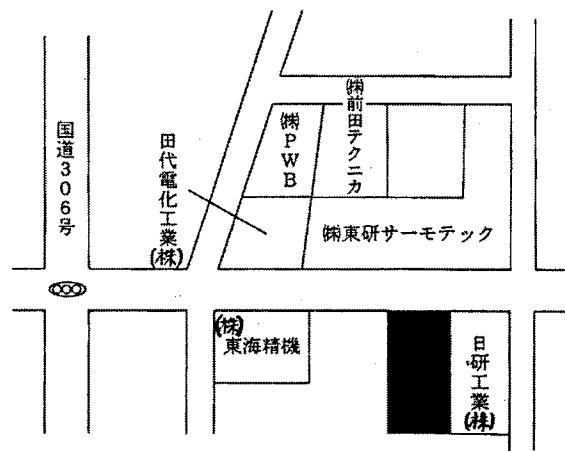 国道306号
田代電化工業(株)
㈱PWB
㈱前田テクニカ
㈱東研サーモテック
(株)
東海精機
日研工業(株)